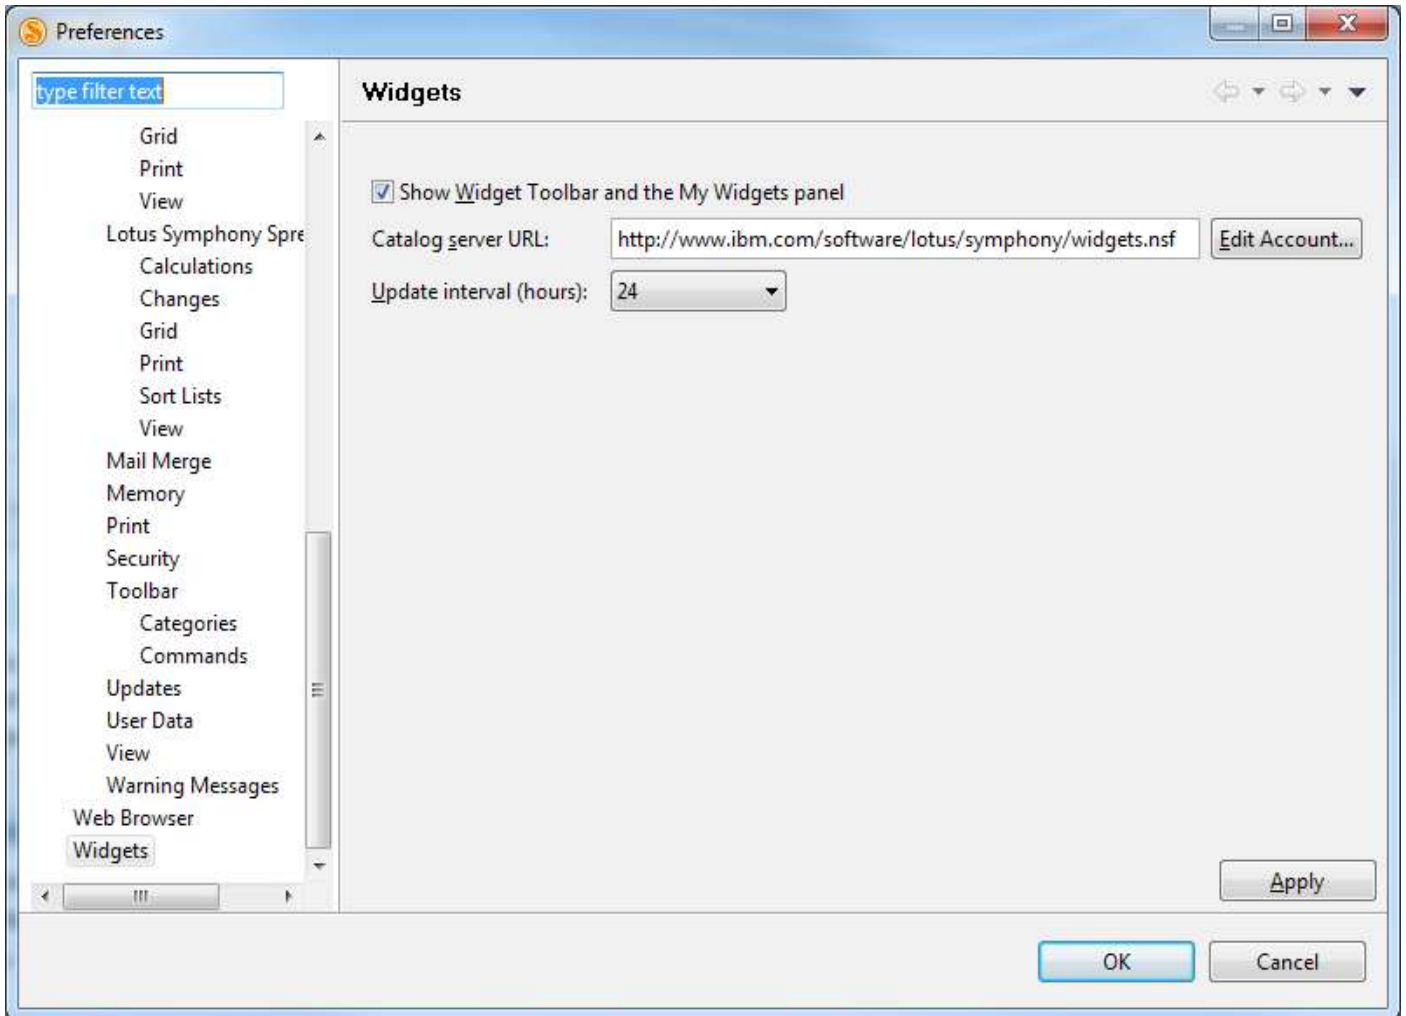 Preferences
type filter text
Widgets
Grid
Print
View
Lotus Symphony Spre
Calculations
Changes
Grid
Print
Sort Lists
View
Mail Merge
Memory
Print
Security
Toolbar
Categories
Commands
Updates
User Data
View
Warning Messages
Web Browser
Widgets
Show Widget Toolbar and the My Widgets panel
Catalog server URL: http://www.ibm.com/software/lotus/symphony/widgets.nsf Edit Account...
Update interval (hours): 24
Apply
OK Cancel